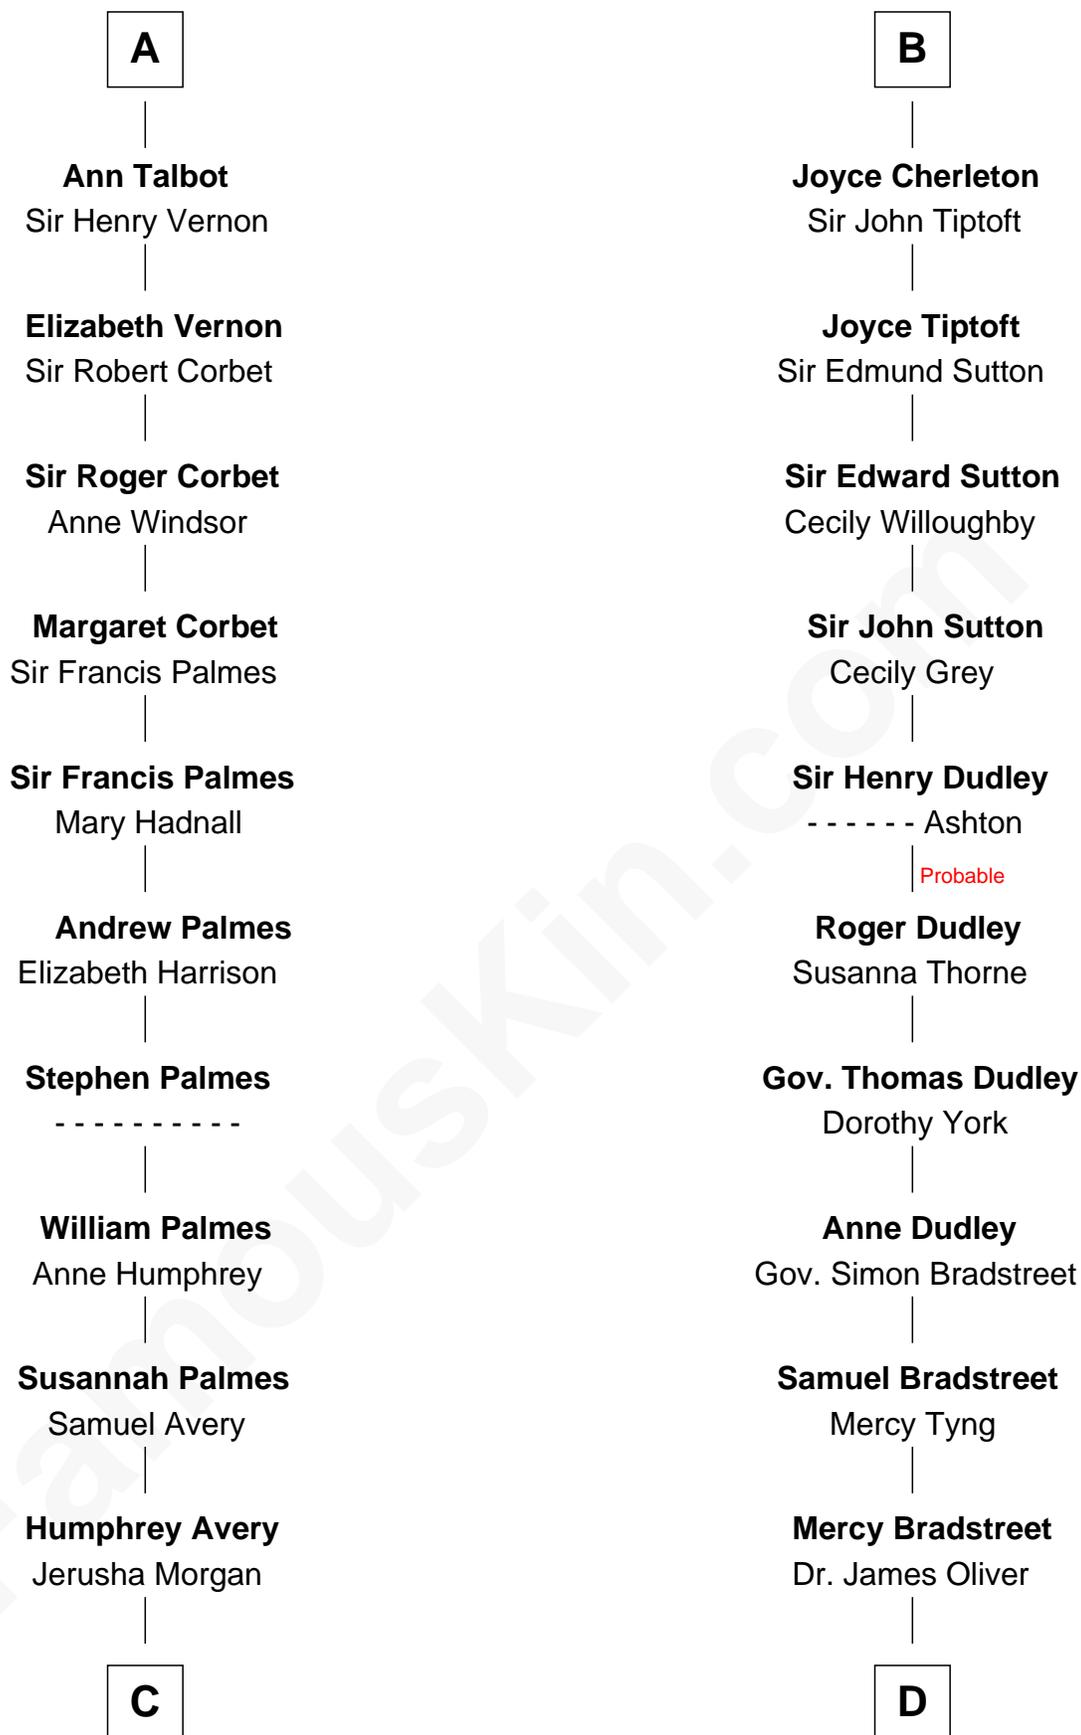 A
Ann Talbot
Sir Henry Vernon
Elizabeth Vernon
Sir Robert Corbet
Sir Roger Corbet
Anne Windsor
Margaret Corbet
Sir Francis Palmes
Sir Francis Palmes
Mary Hadnall
Andrew Palmes
Elizabeth Harrison
Stephen Palmes
- - - - - - - - - -
William Palmes
Anne Humphrey
Susannah Palmes
Samuel Avery
Humphrey Avery
Jerusha Morgan
C
B
Joyce Cherleton
Sir John Tiptoft
Joyce Tiptoft
Sir Edmund Sutton
Sir Edward Sutton
Cecily Willoughby
Sir John Sutton
Cecily Grey
Sir Henry Dudley
- - - - - - Ashton
Probable
Roger Dudley
Susanna Thorne
Gov. Thomas Dudley
Dorothy York
Anne Dudley
Gov. Simon Bradstreet
Samuel Bradstreet
Mercy Tyng
Mercy Bradstreet
Dr. James Oliver
D
FamousKin.com